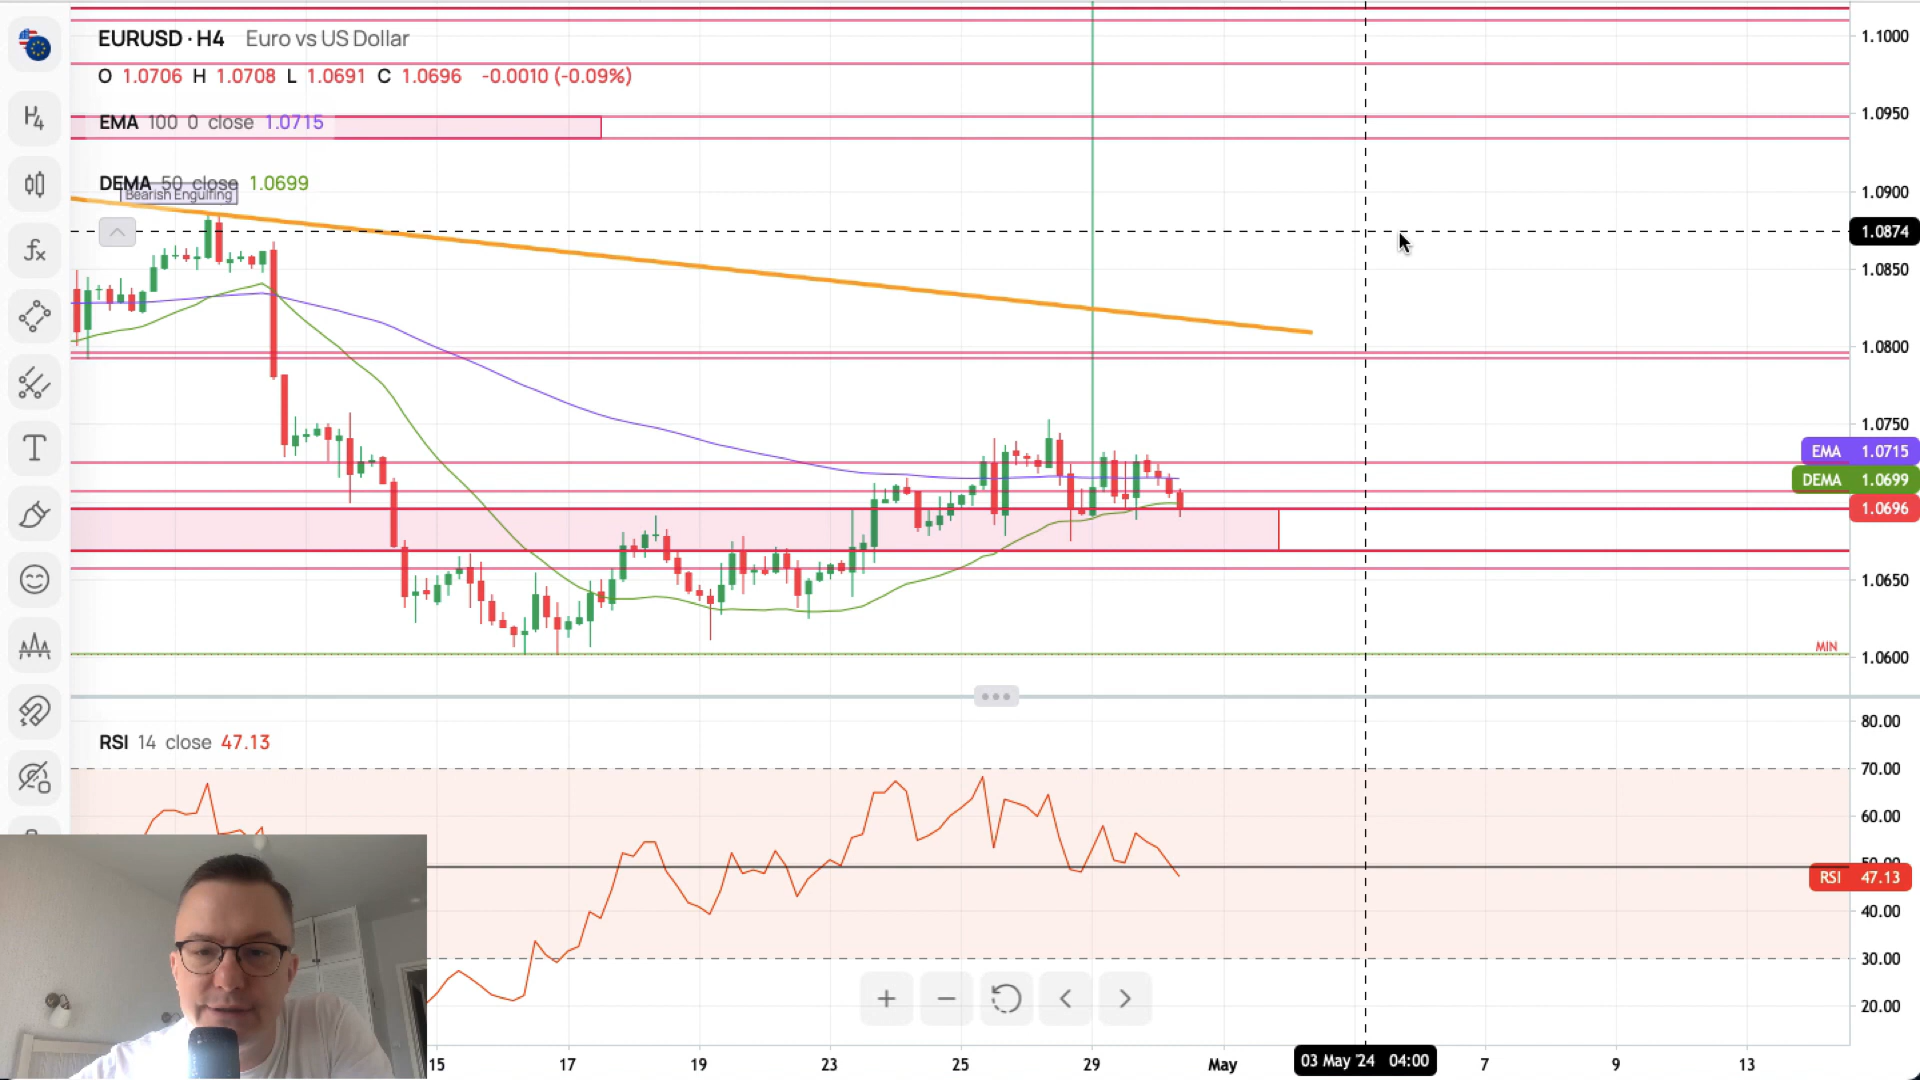 EURUSD · H4 Euro vs US Dollar
O 1.0706 H 1.0708 L 1.0691 C 1.0696 -0.0010 (-0.09%)
EMA 100 0 close 1.0715
DEMA 50 close 1.0699
Bearish Engulfing
H4
fx
T
1.1000
1.0950
1.0900
1.0874
1.0850
1.0800
1.0750
EMA 1.0715
DEMA 1.0699
1.0696
1.0650
MIN
1.0600
RSI 14 close 47.13
80.00
70.00
60.00
50.00
RSI 47.13
40.00
30.00
20.00
15 17 19 23 25 29 May 03 May '24 04:00 7 9 13